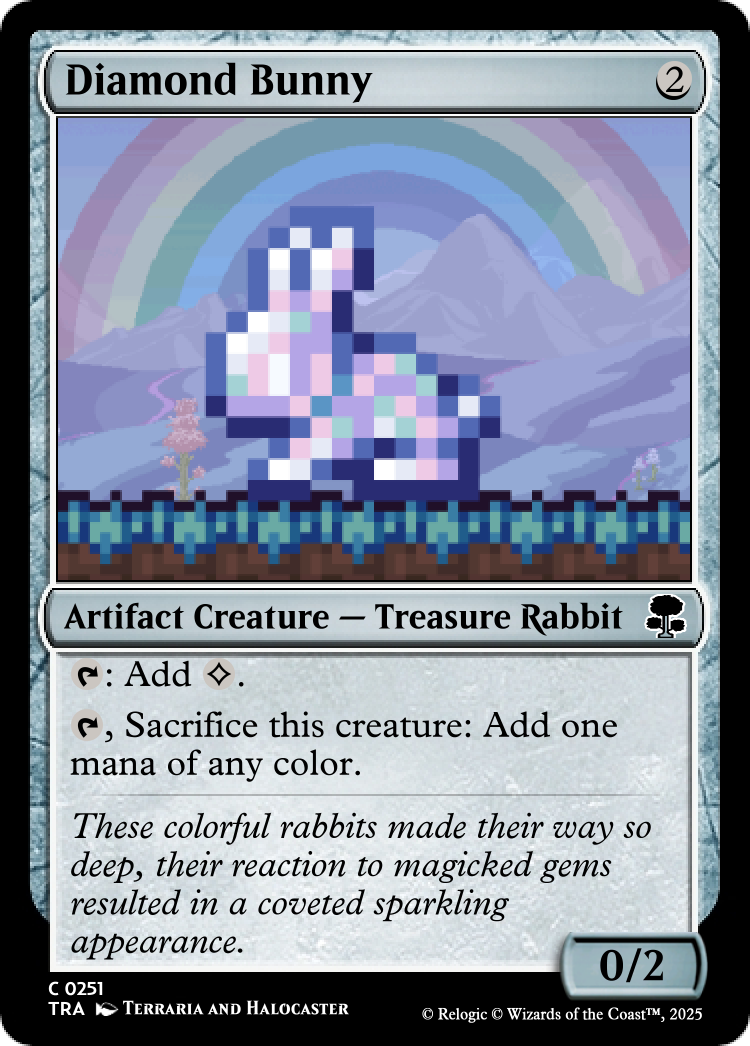 Diamond Bunny 2
Artifact Creature — Treasure Rabbit
: Add .
, Sacrifice this creature: Add one
mana of any color.
These colorful rabbits made their way so
deep, their reaction to magicked gems
resulted in a coveted sparkling
appearance.
0/2
C 0251
TRA Terraria and Halocaster
© Relogic © Wizards of the Coast™, 2025